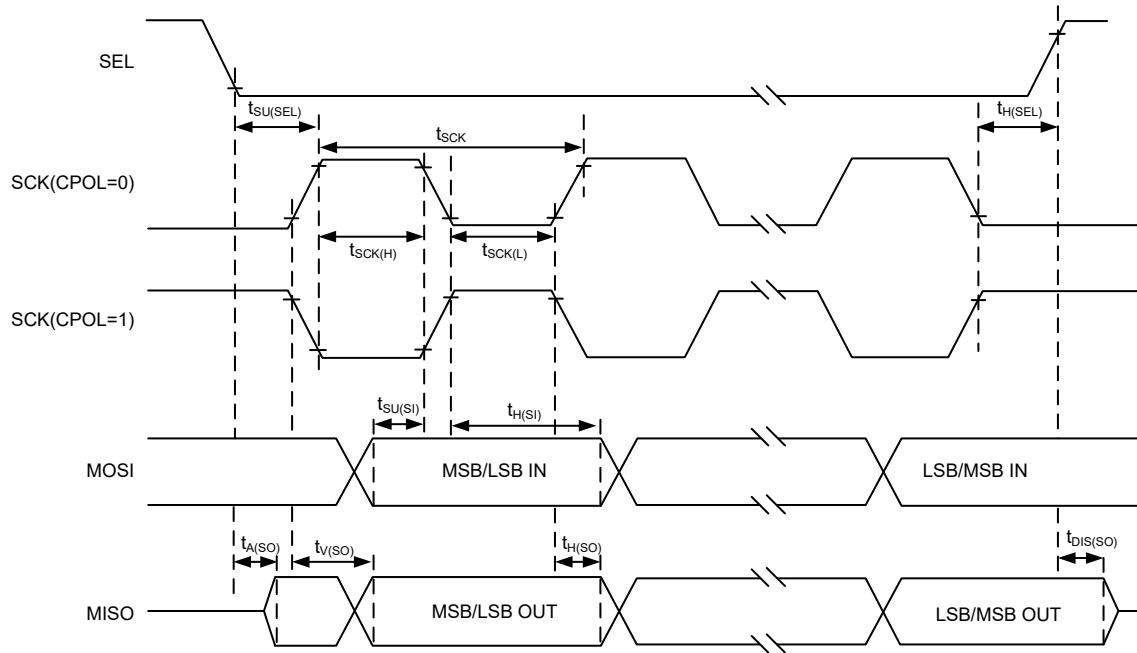 SEL
tSU(SEL)
tH(SEL)
tSCK
SCK(CPOL=0)
tSCK(H)
tSCK(L)
SCK(CPOL=1)
tSU(SI)
tH(SI)
MOSI
MSB/LSB IN
LSB/MSB IN
tA(SO)
tV(SO)
tH(SO)
tDIS(SO)
MISO
MSB/LSB OUT
LSB/MSB OUT